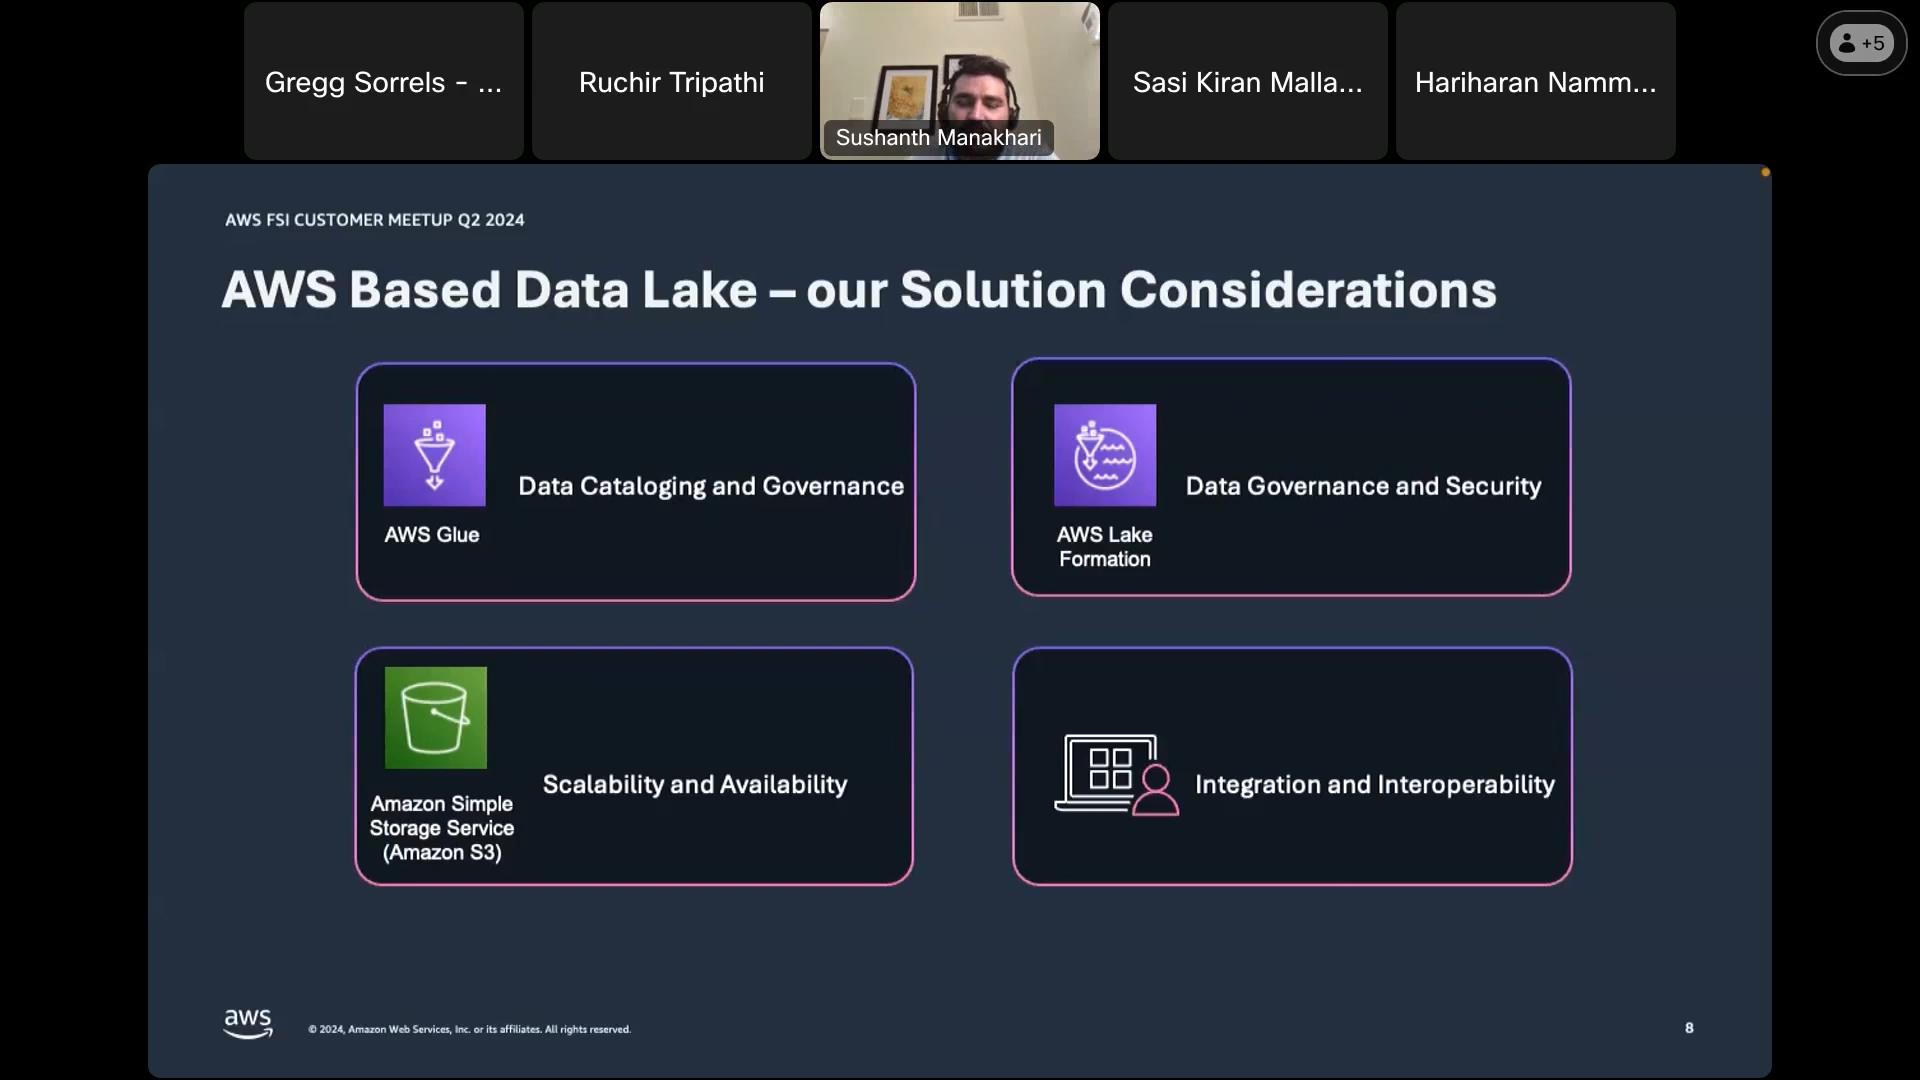 Gregg Sorrels - ...
Ruchir Tripathi
Sushanth Manakhari
Sasi Kiran Malla...
Hariharan Namm...
+5
AWS FSI CUSTOMER MEETUP Q2 2024
AWS Based Data Lake – our Solution Considerations
Data Cataloging and Governance
AWS Glue
Data Governance and Security
AWS Lake
Formation
Scalability and Availability
Amazon Simple
Storage Service
(Amazon S3)
Integration and Interoperability
aws
© 2024, Amazon Web Services, Inc. or its affiliates. All rights reserved.
8